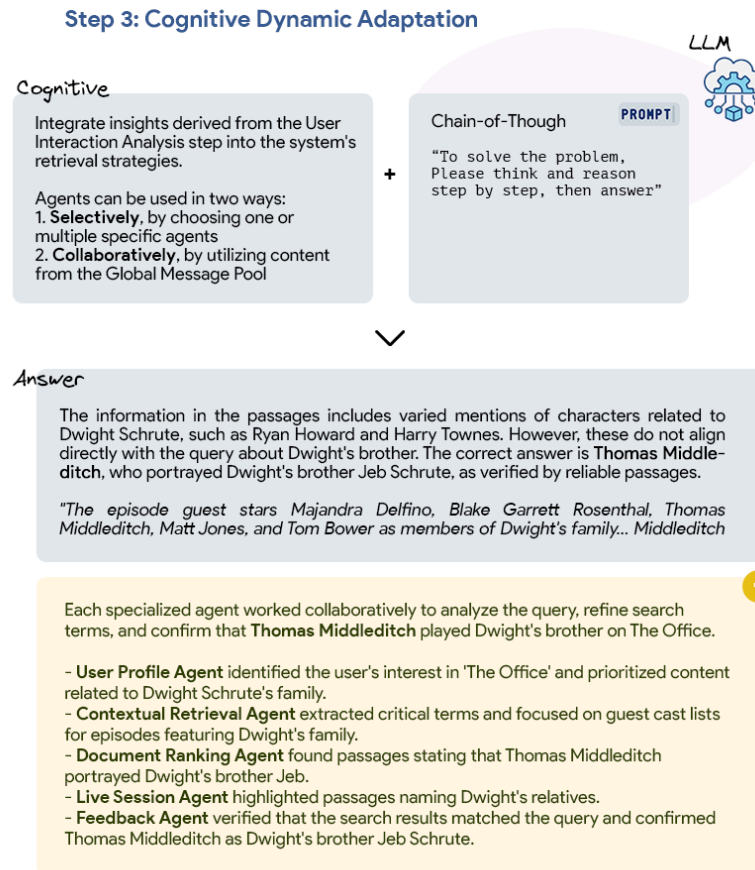 Step 3: Cognitive Dynamic Adaptation
LLM
Cognitive
Integrate insights derived from the User
Interaction Analysis step into the system's
retrieval strategies.
Agents can be used in two ways:
1. Selectively, by choosing one or
multiple specific agents
2. Collaboratively, by utilizing content
from the Global Message Pool
+
Chain-of-Though
PROMPT
“To solve the problem,
Please think and reason
step by step, then answer”
Answer
The information in the passages includes varied mentions of characters related to
Dwight Schrute, such as Ryan Howard and Harry Townes. However, these do not align
directly with the query about Dwight's brother. The correct answer is Thomas Middle-
ditch, who portrayed Dwight's brother Jeb Schrute, as verified by reliable passages.
"The episode guest stars Majandra Delfino, Blake Garrett Rosenthal, Thomas
Middleditch, Matt Jones, and Tom Bower as members of Dwight's family... Middleditch
Each specialized agent worked collaboratively to analyze the query, refine search
terms, and confirm that Thomas Middleditch played Dwight's brother on The Office.
- User Profile Agent identified the user's interest in 'The Office' and prioritized content
related to Dwight Schrute's family.
- Contextual Retrieval Agent extracted critical terms and focused on guest cast lists
for episodes featuring Dwight's family.
- Document Ranking Agent found passages stating that Thomas Middleditch
portrayed Dwight's brother Jeb.
- Live Session Agent highlighted passages naming Dwight's relatives.
- Feedback Agent verified that the search results matched the query and confirmed
Thomas Middleditch as Dwight's brother Jeb Schrute.